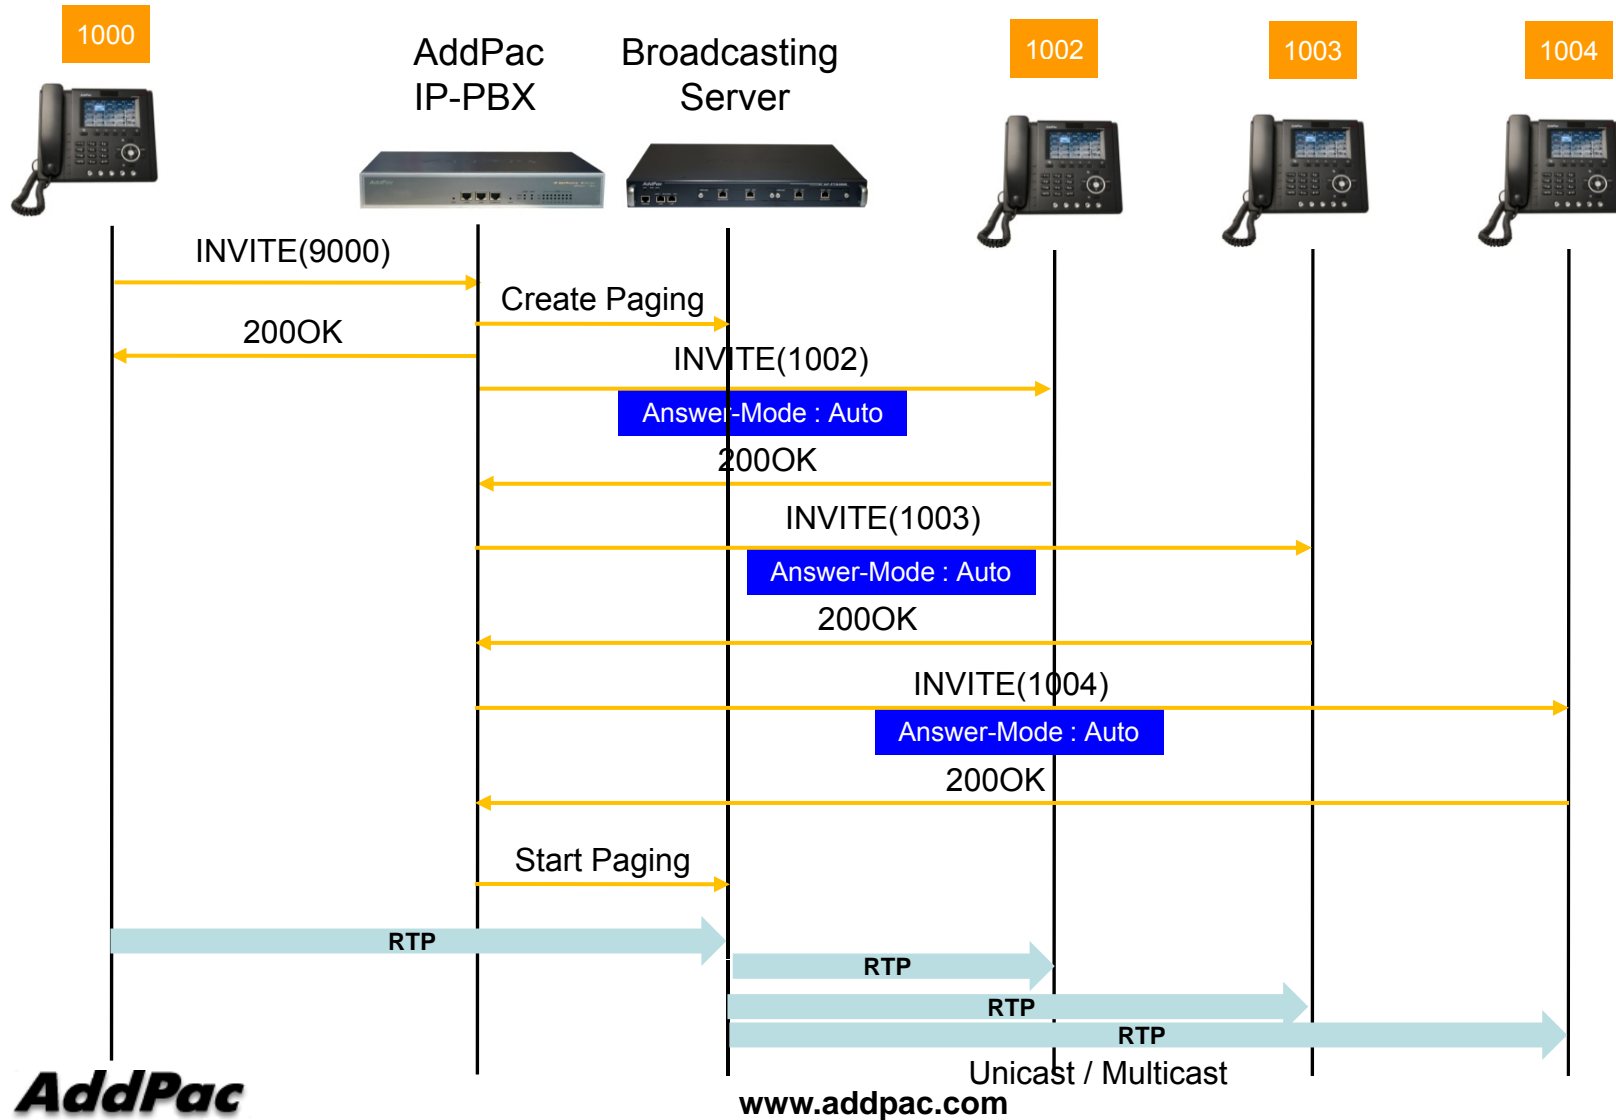 1000
AddPac
IP-PBX
Broadcasting
Server
1002
1003
1004
INVITE(9000)
Create Paging
200OK
INVITE(1002)
Answer-Mode : Auto
200OK
INVITE(1003)
Answer-Mode : Auto
200OK
INVITE(1004)
Answer-Mode : Auto
200OK
Start Paging
RTP
RTP
RTP
RTP
Unicast / Multicast
AddPac
www.addpac.com